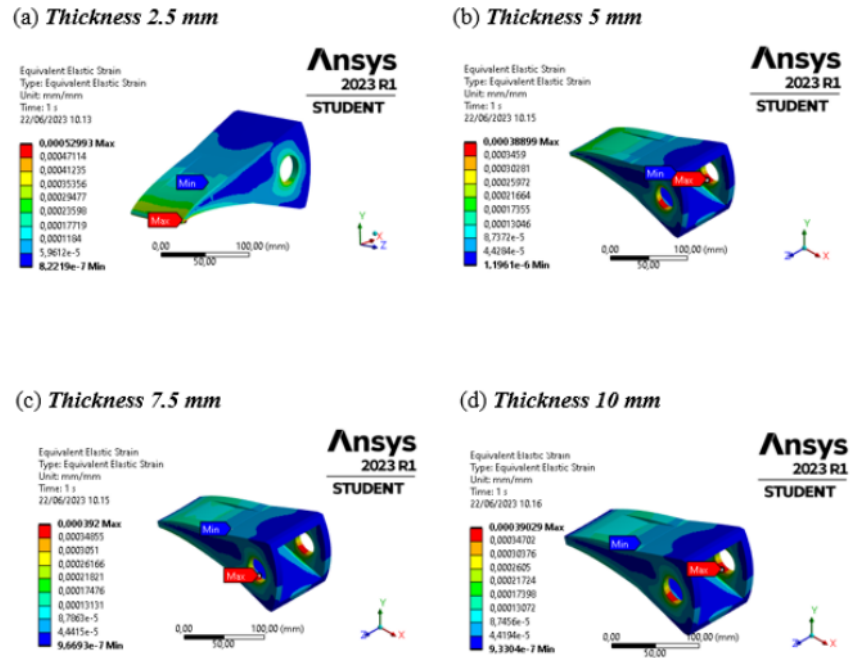 (a) Thickness 2.5 mm
Ansys
2023 R1
STUDENT
Equivalent Elastic Strain
Type: Equivalent Elastic Strain
Unit: mm/mm
Time: 1 s
22/06/2023 10.13
0,00052993 Max
0,00047114
0,00041235
0,00035356
0,00029477
0,00023598
0,00017719
0,0001184
5,9612e-5
8,2219e-7 Min
Min
Max
0,00
100,00 (mm)
50,00
Y
X
Z
(b) Thickness 5 mm
Ansys
2023 R1
STUDENT
Equivalent Elastic Strain
Type: Equivalent Elastic Strain
Unit: mm/mm
Time: 1 s
22/06/2023 10.15
0,00038899 Max
0,0003459
0,00030281
0,00025972
0,00021664
0,00017355
0,00013046
8,7372e-5
4,4284e-5
1,1961e-6 Min
Min
Max
0,00
100,00 (mm)
50,00
Y
Z
X
(c) Thickness 7.5 mm
Ansys
2023 R1
STUDENT
Equivalent Elastic Strain
Type: Equivalent Elastic Strain
Unit: mm/mm
Time: 1 s
22/06/2023 10.15
0,000392 Max
0,00034855
0,0003051
0,00026166
0,00021821
0,00017476
0,00013131
8,7863e-5
4,4415e-5
9,6693e-7 Min
Min
Max
0,00
100,00 (mm)
50,00
Y
Z
X
(d) Thickness 10 mm
Ansys
2023 R1
STUDENT
Equivalent Elastic Strain
Type: Equivalent Elastic Strain
Unit: mm/mm
Time: 1 s
22/06/2023 10.16
0,00039029 Max
0,00034702
0,00030376
0,0002605
0,00021724
0,00017398
0,00013072
8,7456e-5
4,4194e-5
9,3304e-7 Min
Min
Max
0,00
100,00 (mm)
50,00
Y
Z
X